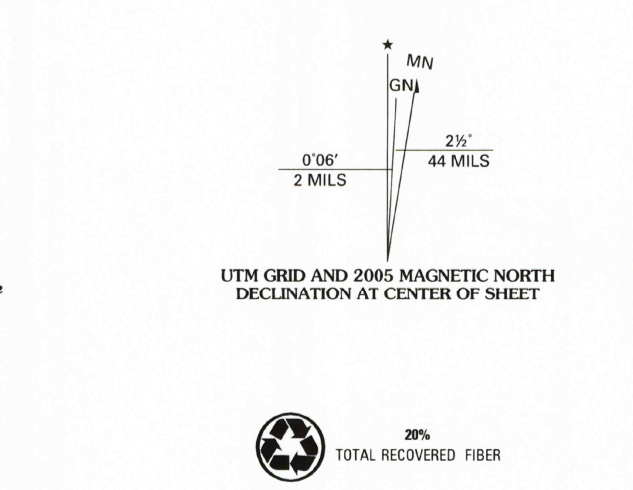 ★
MN
GN
0°06′
2 MILS
2½°
44 MILS
UTM GRID AND 2005 MAGNETIC NORTH
DECLINATION AT CENTER OF SHEET
20%
TOTAL RECOVERED FIBER